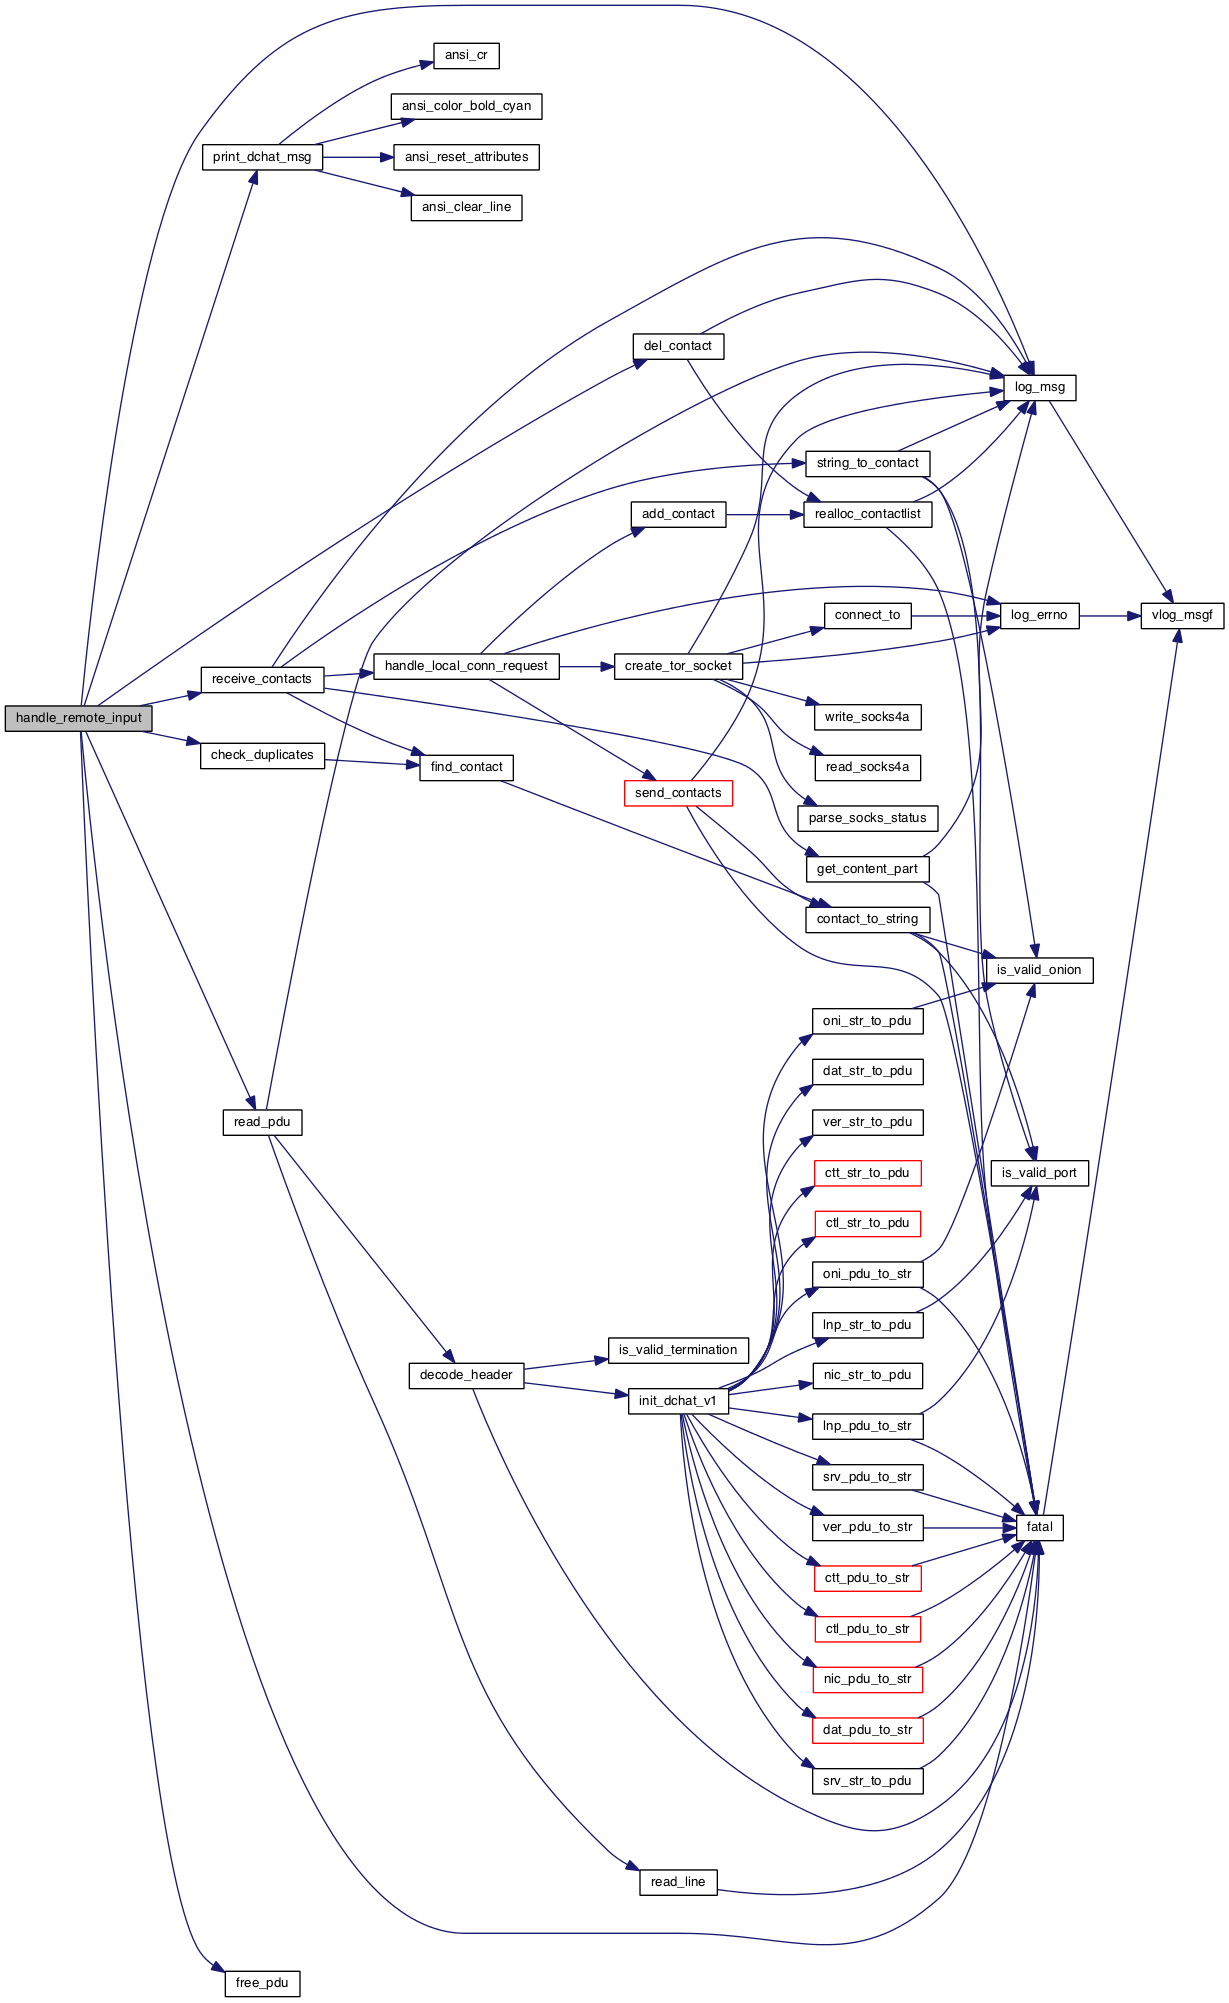 ansi_cr
ansi_color_bold_cyan
print_dchat_msg
ansi_reset_attributes
ansi_clear_line
del_contact
log_msg
string_to_contact
add_contact
realloc_contactlist
connect_to
log_errno
vlog_msgf
handle_local_conn_request
create_tor_socket
receive_contacts
handle_remote_input
write_socks4a
check_duplicates
find_contact
read_socks4a
send_contacts
parse_socks_status
get_content_part
contact_to_string
is_valid_onion
oni_str_to_pdu
dat_str_to_pdu
read_pdu
ver_str_to_pdu
ctt_str_to_pdu
is_valid_port
ctl_str_to_pdu
oni_pdu_to_str
lnp_str_to_pdu
is_valid_termination
decode_header
nic_str_to_pdu
init_dchat_v1
lnp_pdu_to_str
srv_pdu_to_str
ver_pdu_to_str
fatal
ctt_pdu_to_str
ctl_pdu_to_str
nic_pdu_to_str
dat_pdu_to_str
srv_str_to_pdu
read_line
free_pdu